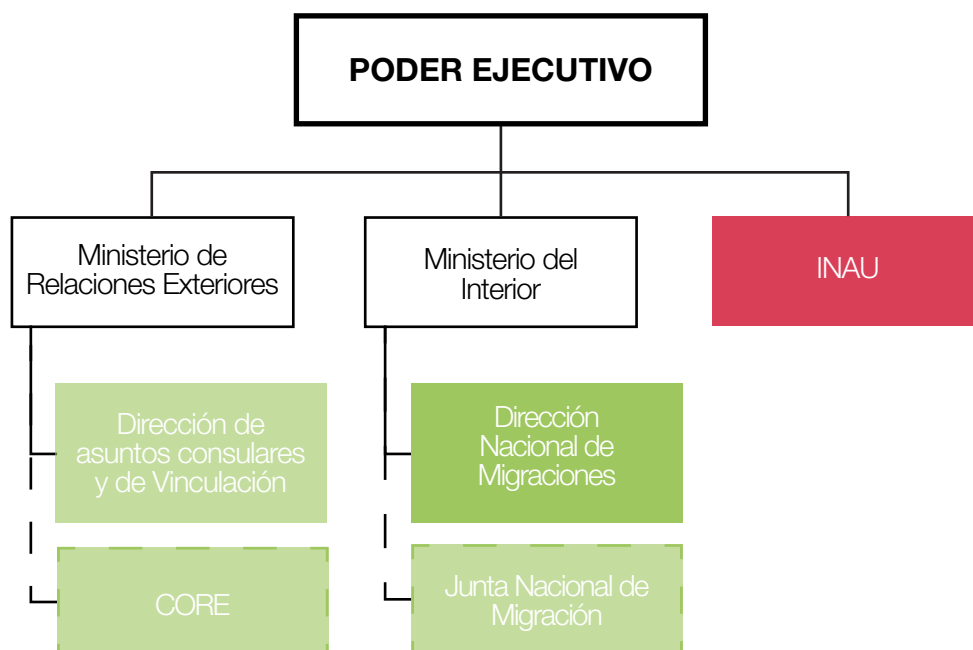 PODER EJECUTIVO
Ministerio de
Relaciones Exteriores
Ministerio del
Interior
INAU
Dirección de
asuntos consulares
y de Vinculación
Dirección
Nacional de
Migraciones
CORE
Junta Nacional de
Migración